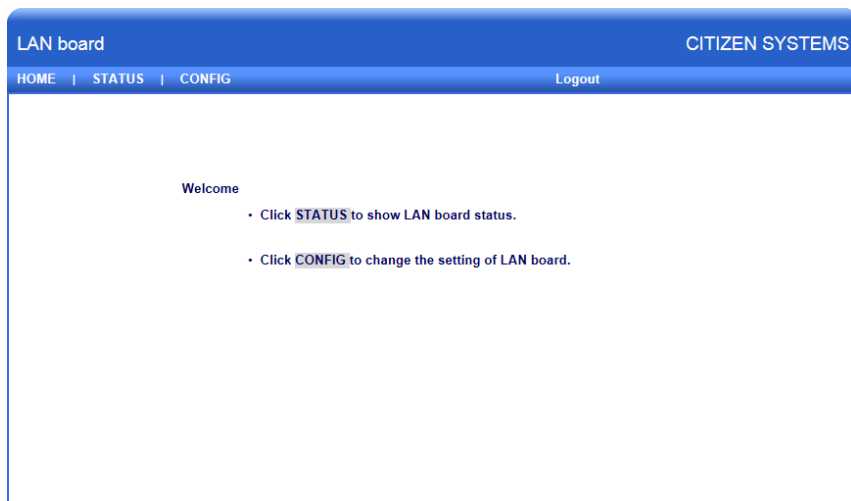 LAN board CITIZEN SYSTEMS
HOME | STATUS | CONFIG Logout
Welcome
• Click STATUS to show LAN board status.
• Click CONFIG to change the setting of LAN board.